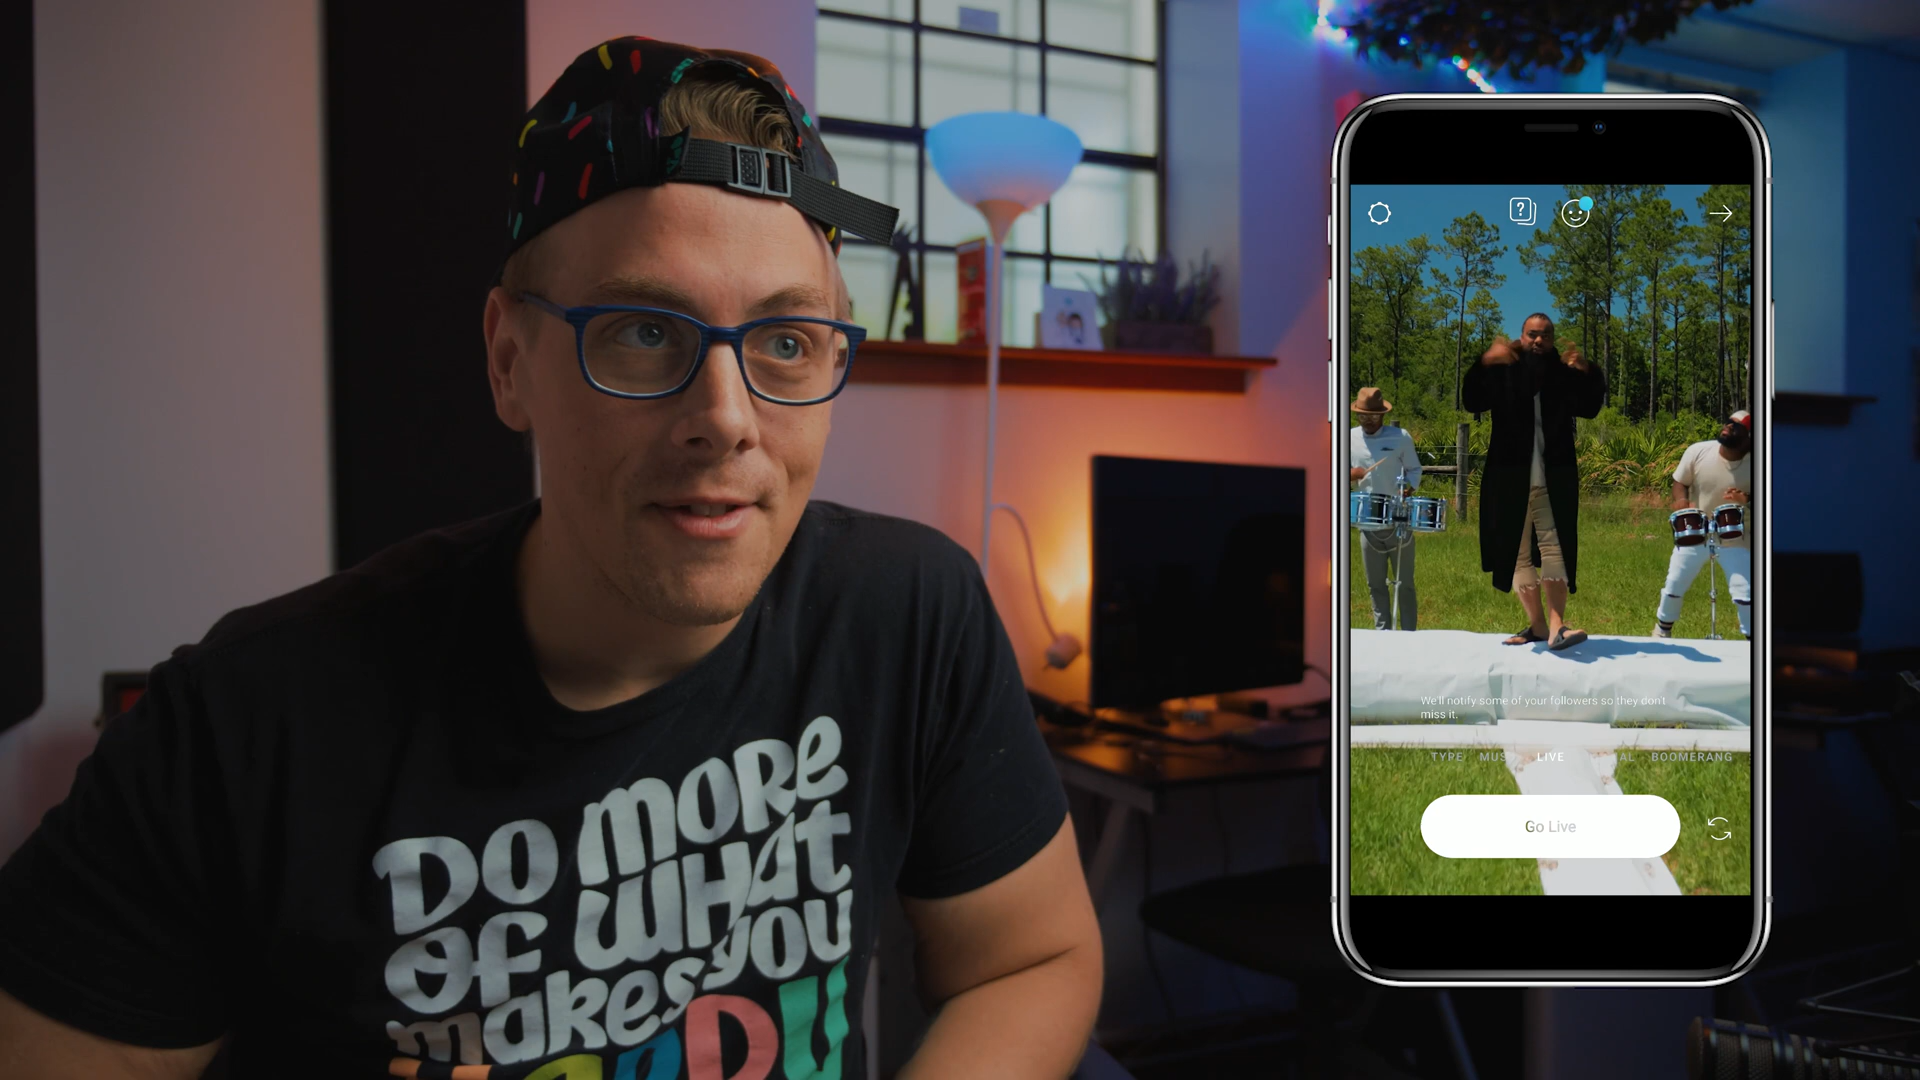 DO MORE
OF WHAT
makes you
We'll notify some of your followers so they don't
miss it.
TYPE LIVE BOOMERANG
Go Live